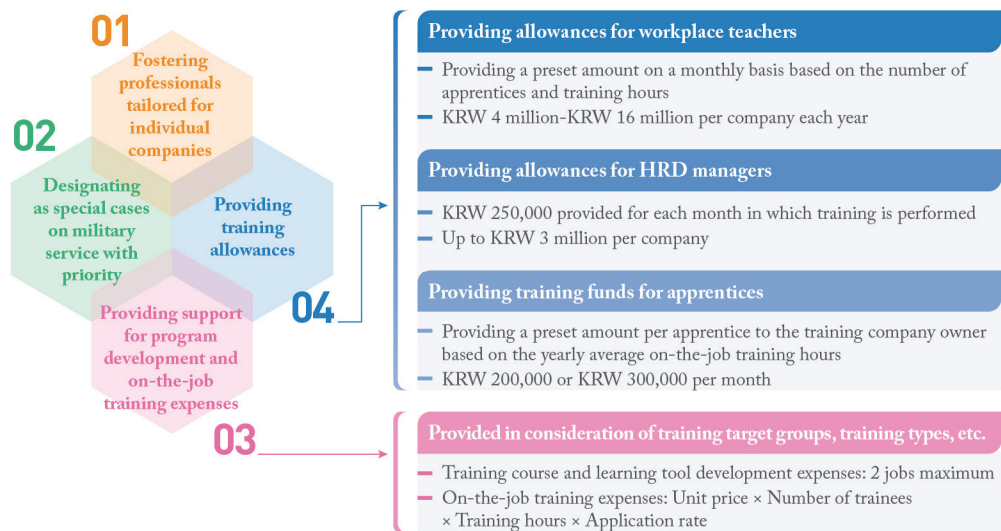 01
Fostering
professionals
tailored for
individual
companies
02
Designating
as special cases
on military
service with
priority
Providing
training
allowances
04
Providing support
for program
development and
on-the-job
training expenses
03
Providing allowances for workplace teachers
Providing a preset amount on a monthly basis based on the number of
apprentices and training hours
KRW 4 million-KRW 16 million per company each year
Providing allowances for HRD managers
KRW 250,000 provided for each month in which training is performed
Up to KRW 3 million per company
Providing training funds for apprentices
Providing a preset amount per apprentice to the training company owner
based on the yearly average on-the-job training hours
KRW 200,000 or KRW 300,000 per month
Provided in consideration of training target groups, training types, etc.
Training course and learning tool development expenses: 2 jobs maximum
On-the-job training expenses: Unit price × Number of trainees
× Training hours × Application rate